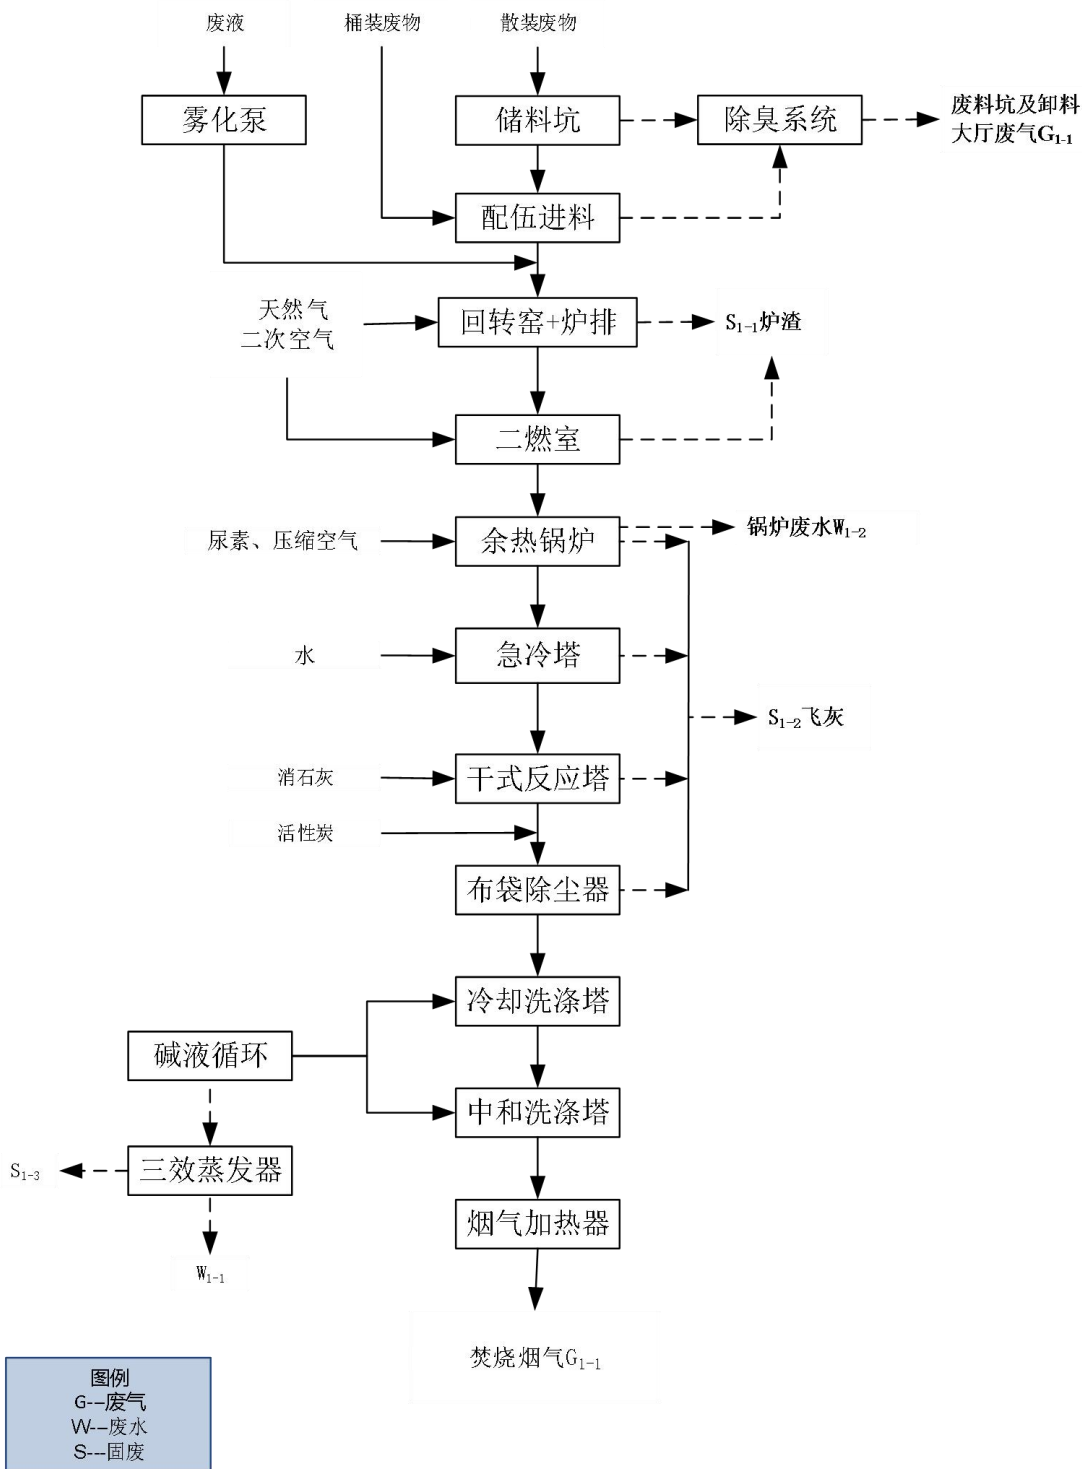 废液
桶装废物
散装废物
雾化泵
储料坑
除臭系统
废料坑及卸料
大厅废气G1-1
配伍进料
天然气
二次空气
回转窑+炉排
S1-1炉渣
二燃室
尿素、压缩空气
余热锅炉
锅炉废水W1-2
水
急冷塔
S1-2飞灰
消石灰
干式反应塔
活性炭
布袋除尘器
冷却洗涤塔
碱液循环
中和洗涤塔
S1-3
三效蒸发器
烟气加热器
W1-1
焚烧烟气G1-1
图例
G---废气
W---废水
S---固废